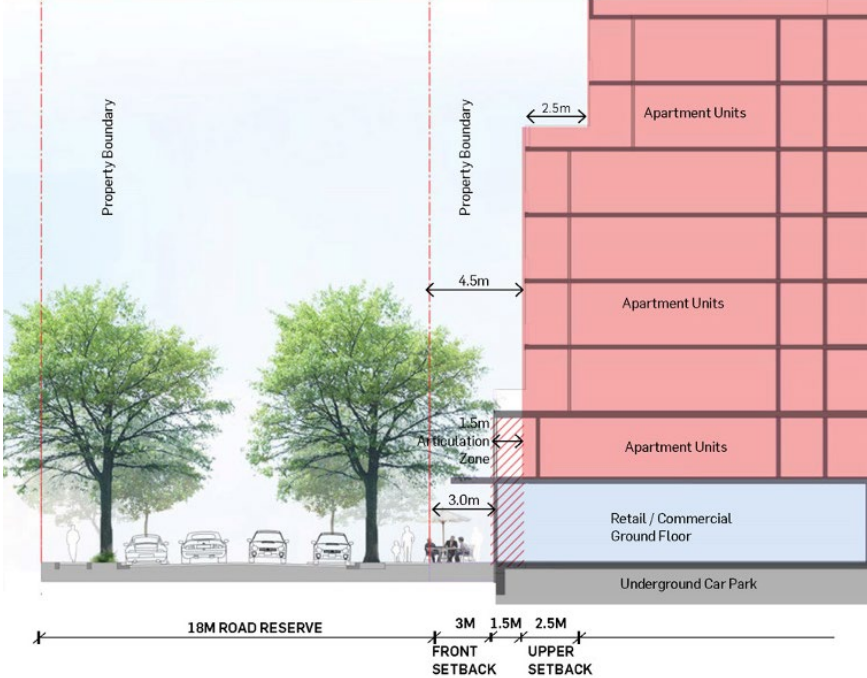 Property Boundary
Property Boundary
2.5m
Apartment Units
4.5m
Apartment Units
1.5m
Articulation
Zone
Apartment Units
3.0m
Retail / Commercial
Ground Floor
Underground Car Park
18M ROAD RESERVE
3M
1.5M
2.5M
FRONT
SETBACK
UPPER
SETBACK